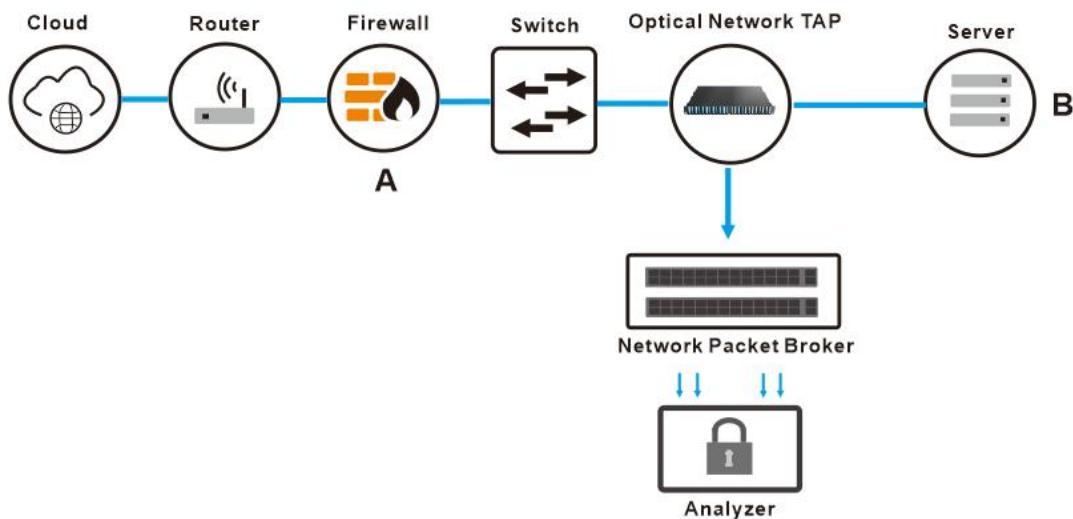 Cloud
Router
Firewall
Switch
Optical Network TAP
Server
A
B
Network Packet Broker
Analyzer